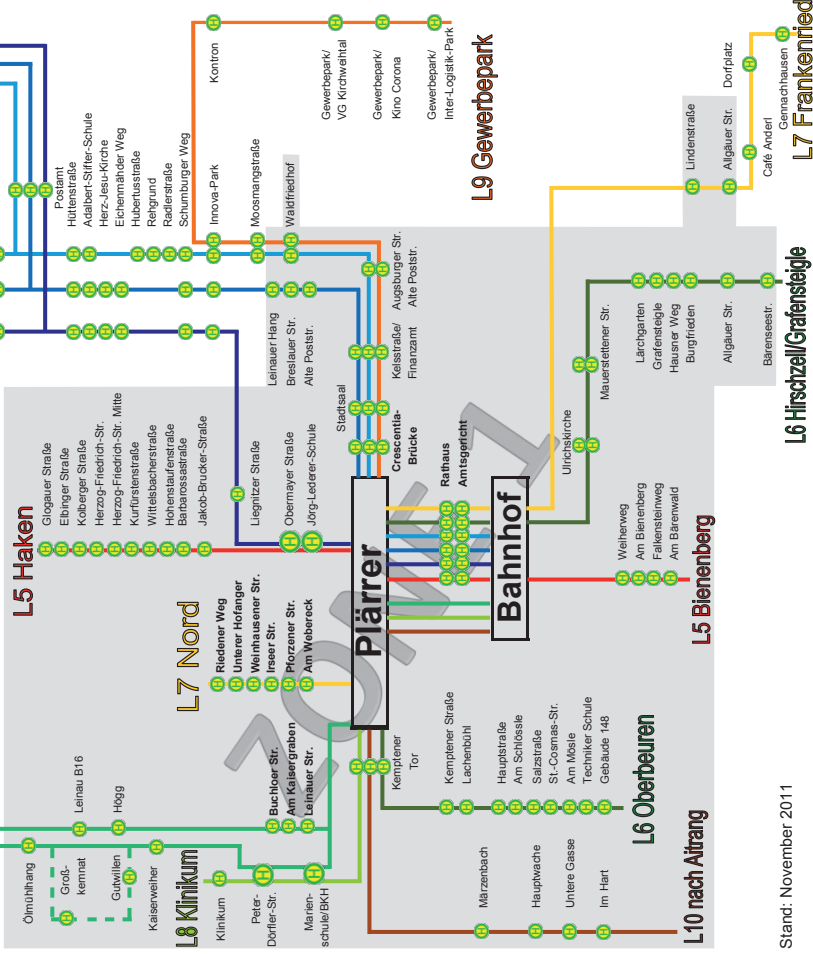 Postamt
Hüttenstraße
Adalbert-Stifter-Schule
Herz-Jesu-Kirche
Eichenmähder Weg
Hubertusstraße
Rehgrund
Radlerstraße
Schumburger Weg
Innova-Park
Moosmangstraße
Waldfriedhof
Kontron
Gewerbepark/
VG Kirchweihtal
Gewerbepark/
Kino Corona
Gewerbepark/
Inter-Logistik-Park
L9 Gewerbepark
Lindenstraße
Allgäuer Str.
Dorfplatz
Café Anderl
Gennachhausen
L7 Frankenried
Leinauer Hang
Breslauer Str.
Alte Poststr.
Stadtsaal
Kelsstraße/
Finanzamt
Augsburger Str.
Alte Poststr.
Crescentia-
Brücke
Rathaus
Amtsgericht
Ulrichskirche
Mauerstettener Str.
Lärchgarten
Grafensteigle
Hausner Weg
Burgfrieden
Allgäuer Str.
Bärenseestr.
L6 Hirschzell/Grafensteigle
L5 Haken
Glogauer Straße
Elbinger Straße
Kolberger Straße
Herzog-Friedrich-Str.
Herzog-Friedrich-Str. Mitte
Kurfürstenstraße
Wittelsbacherstraße
Hohenstaufenstraße
Barbarossastraße
Jakob-Brucker-Straße
Liegnitzer Straße
Obermayer Straße
Jörg-Lederer-Schule
Plärrer
Bahnhof
ZONE 1
Weiherweg
Am Bienenberg
Falkensteinweg
Am Bärenwald
L5 Bienenberg
L7 Nord
Riedener Weg
Unterer Hofanger
Weinhausener Str.
Irseer Str.
Pforzener Str.
Am Webereck
Leinau B16
Högg
Buchloer Str.
Am Kaisergraben
Leinauer Str.
Kemptener
Tor
Kemptener Straße
Lachenbühl
Hauptstraße
Am Schlössle
Salzstraße
St.-Cosmas-Str.
Am Mösle
Techniker Schule
Gebäude 148
L6 Oberbeuren
Ölmühlhang
Groß-
kemnat
Gutwillen
Kaiserweiher
L8 Klinikum
Klinikum
Peter-
Dörfler-Str.
Marien-
schule/BKH
Märzenbach
Hauptwache
Untere Gasse
Im Hart
L10 nach Aitrang
Stand: November 2011